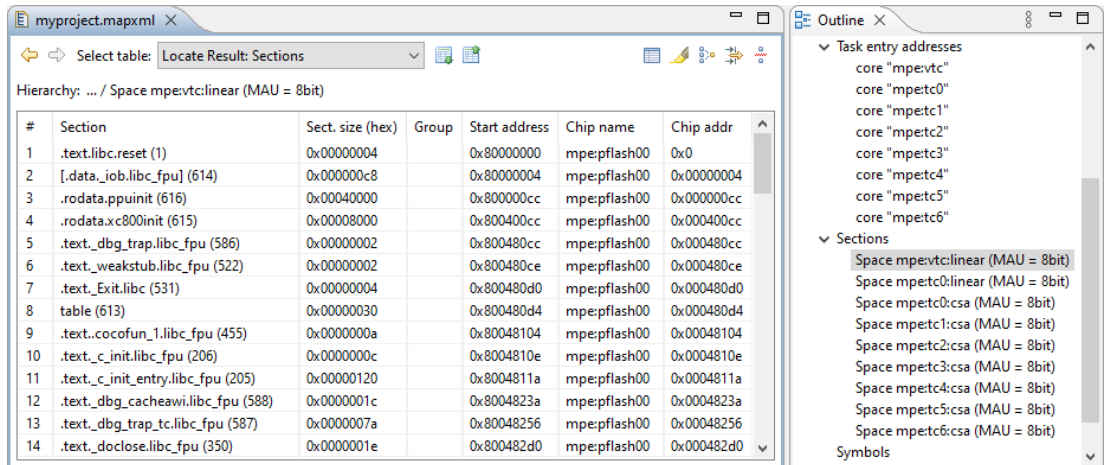 myproject.mapxml
Select table: Locate Result: Sections
Hierarchy: ... / Space mpe:vtc:linear (MAU = 8bit)
# Section Sect. size (hex) Group Start address Chip name Chip addr
1 .text.libc.reset (1) 0x00000004 0x80000000 mpe:pflash00 0x0
2 [.data._iob.libc_fpu] (614) 0x000000c8 0x80000004 mpe:pflash00 0x00000004
3 .rodata.ppuinit (616) 0x00040000 0x800000cc mpe:pflash00 0x000000cc
4 .rodata.xc800init (615) 0x00008000 0x800400cc mpe:pflash00 0x000400cc
5 .text._dbg_trap.libc_fpu (586) 0x00000002 0x800480cc mpe:pflash00 0x000480cc
6 .text._weakstub.libc_fpu (522) 0x00000002 0x800480ce mpe:pflash00 0x000480ce
7 .text._Exit.libc (531) 0x00000004 0x800480d0 mpe:pflash00 0x000480d0
8 table (613) 0x00000030 0x800480d4 mpe:pflash00 0x000480d4
9 .text..cocofun_1.libc_fpu (455) 0x0000000a 0x80048104 mpe:pflash00 0x00048104
10 .text._c_init.libc_fpu (206) 0x0000000c 0x8004810e mpe:pflash00 0x0004810e
11 .text._c_init_entry.libc_fpu (205) 0x00000120 0x8004811a mpe:pflash00 0x0004811a
12 .text._dbg_cacheawi.libc_fpu (588) 0x0000001c 0x8004823a mpe:pflash00 0x0004823a
13 .text._dbg_trap_tc.libc_fpu (587) 0x0000007a 0x80048256 mpe:pflash00 0x00048256
14 .text._doclose.libc_fpu (350) 0x0000001e 0x800482d0 mpe:pflash00 0x000482d0
Outline
Task entry addresses
core "mpe:vtc"
core "mpe:tc0"
core "mpe:tc1"
core "mpe:tc2"
core "mpe:tc3"
core "mpe:tc4"
core "mpe:tc5"
core "mpe:tc6"
Sections
Space mpe:vtc:linear (MAU = 8bit)
Space mpe:tc0:linear (MAU = 8bit)
Space mpe:tc0:csa (MAU = 8bit)
Space mpe:tc1:csa (MAU = 8bit)
Space mpe:tc2:csa (MAU = 8bit)
Space mpe:tc3:csa (MAU = 8bit)
Space mpe:tc4:csa (MAU = 8bit)
Space mpe:tc5:csa (MAU = 8bit)
Space mpe:tc6:csa (MAU = 8bit)
Symbols